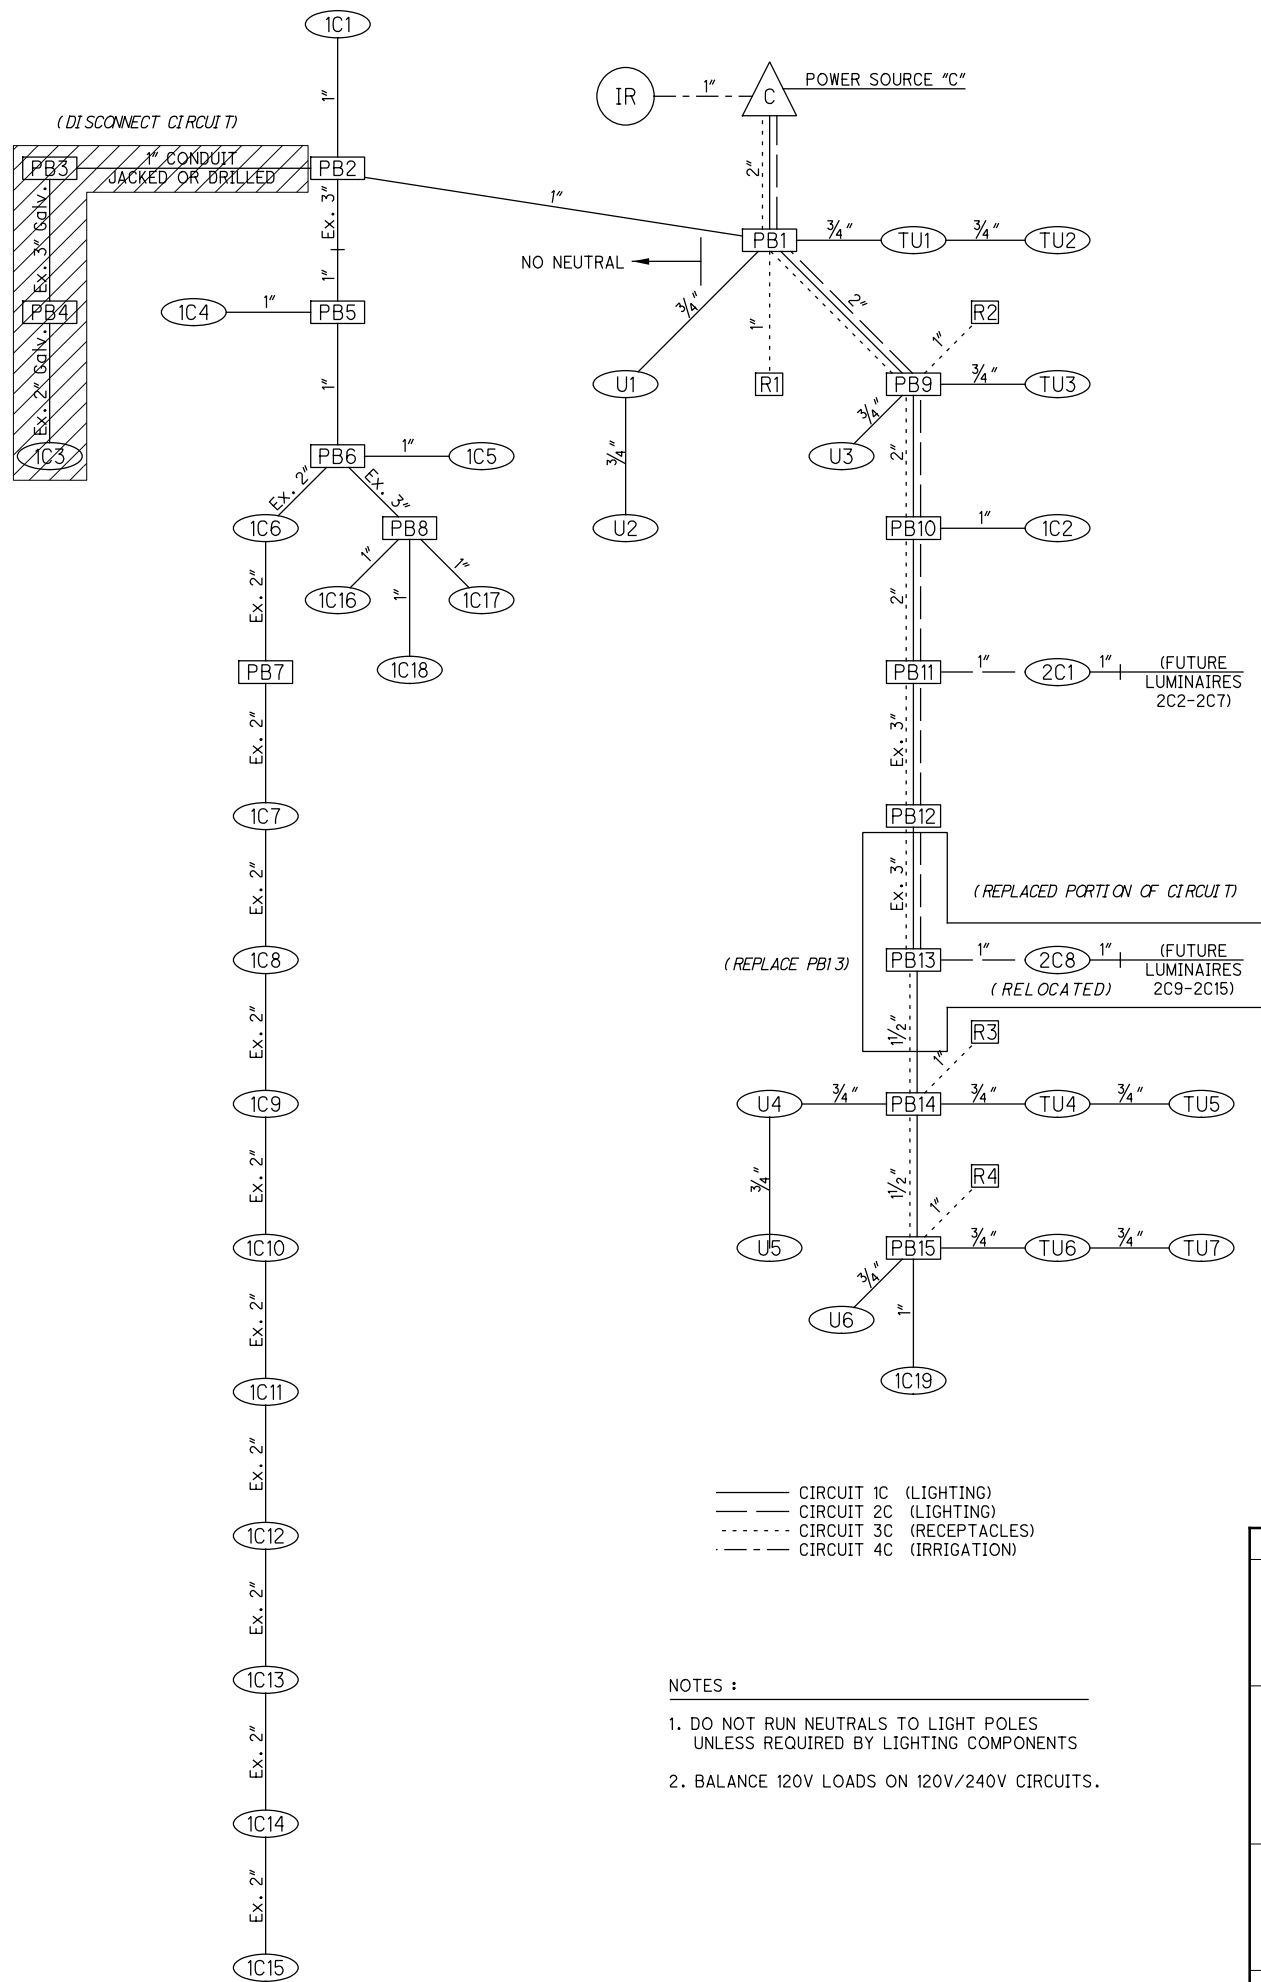 1C1
1"
IR
1"
C
POWER SOURCE "C"
(DISCONNECT CIRCUIT)
PB3
1" CONDUIT
JACKED OR DRILLED
PB2
1"
2"
Ex. 3" Galv.
Ex. 3"
1"
NO NEUTRAL
PB1
3/4"
TU1
3/4"
TU2
PB4
1C4
1"
PB5
3/4"
1"
2"
R2
1"
Ex. 2" Galv.
1"
U1
R1
PB9
3/4"
TU3
1C3
PB6
1"
1C5
3/4"
3/4"
U3
2"
Ex. 2"
Ex. 3"
1C6
PB8
U2
PB10
1"
1C2
Ex. 2"
1"
1"
1"
1C16
1C17
2"
1C18
PB7
PB11
1"
2C1
1"
(FUTURE
LUMINAIRES
2C2-2C7)
Ex. 2"
Ex. 3"
1C7
PB12
Ex. 2"
Ex. 3"
(REPLACED PORTION OF CIRCUIT)
1C8
(REPLACE PB13)
PB13
1"
2C8
1"
(FUTURE
LUMINAIRES
2C9-2C15)
(RELOCATED)
Ex. 2"
1 1/2"
1"
R3
1C9
U4
3/4"
PB14
3/4"
TU4
3/4"
TU5
Ex. 2"
3/4"
1 1/2"
1"
R4
1C10
U5
PB15
3/4"
TU6
3/4"
TU7
Ex. 2"
3/4"
U6
1"
1C11
1C19
Ex. 2"
CIRCUIT 1C (LIGHTING)
CIRCUIT 2C (LIGHTING)
CIRCUIT 3C (RECEPTACLES)
CIRCUIT 4C (IRRIGATION)
1C12
Ex. 2"
1C13
Ex. 2"
1C14
Ex. 2"
1C15
NOTES :
1. DO NOT RUN NEUTRALS TO LIGHT POLES
UNLESS REQUIRED BY LIGHTING COMPONENTS
2. BALANCE 120V LOADS ON 120V/240V CIRCUITS.